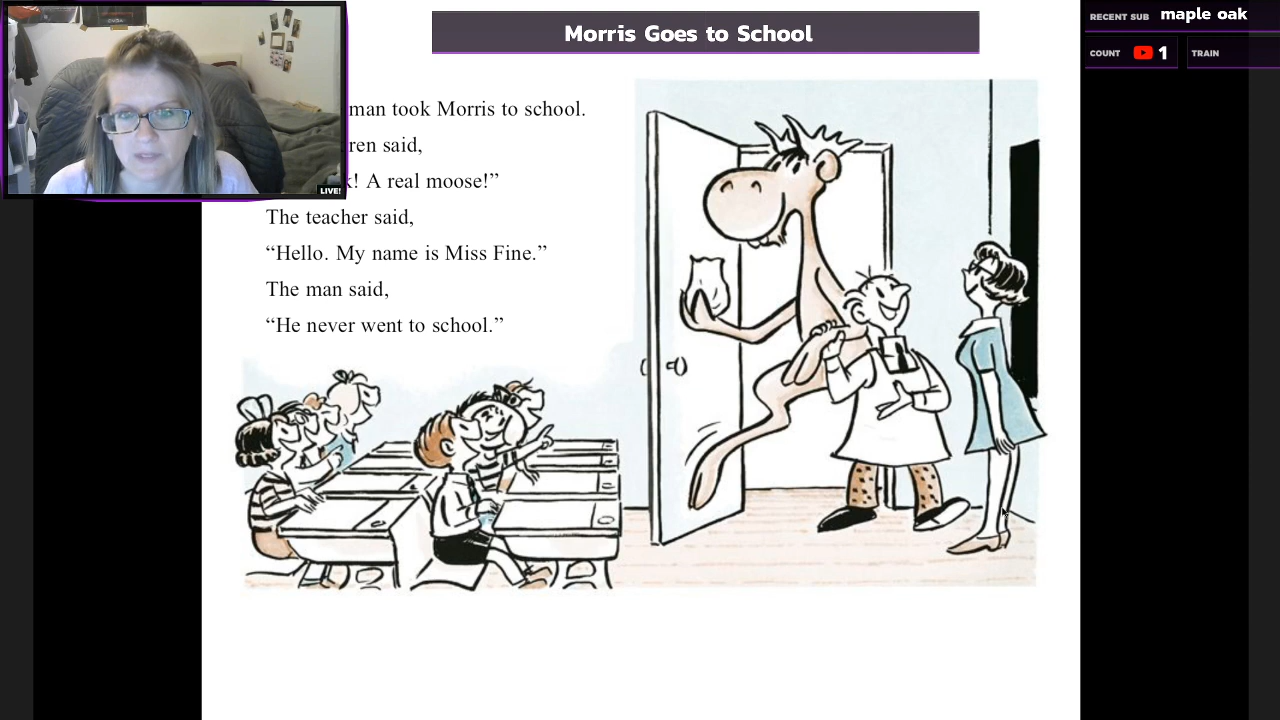 Morris Goes to School
RECENT SUB maple oak
COUNT 1 TRAIN
man took Morris to school.
ren said,
! A real moose!”
The teacher said,
“Hello. My name is Miss Fine.”
The man said,
“He never went to school.”
LIVE!